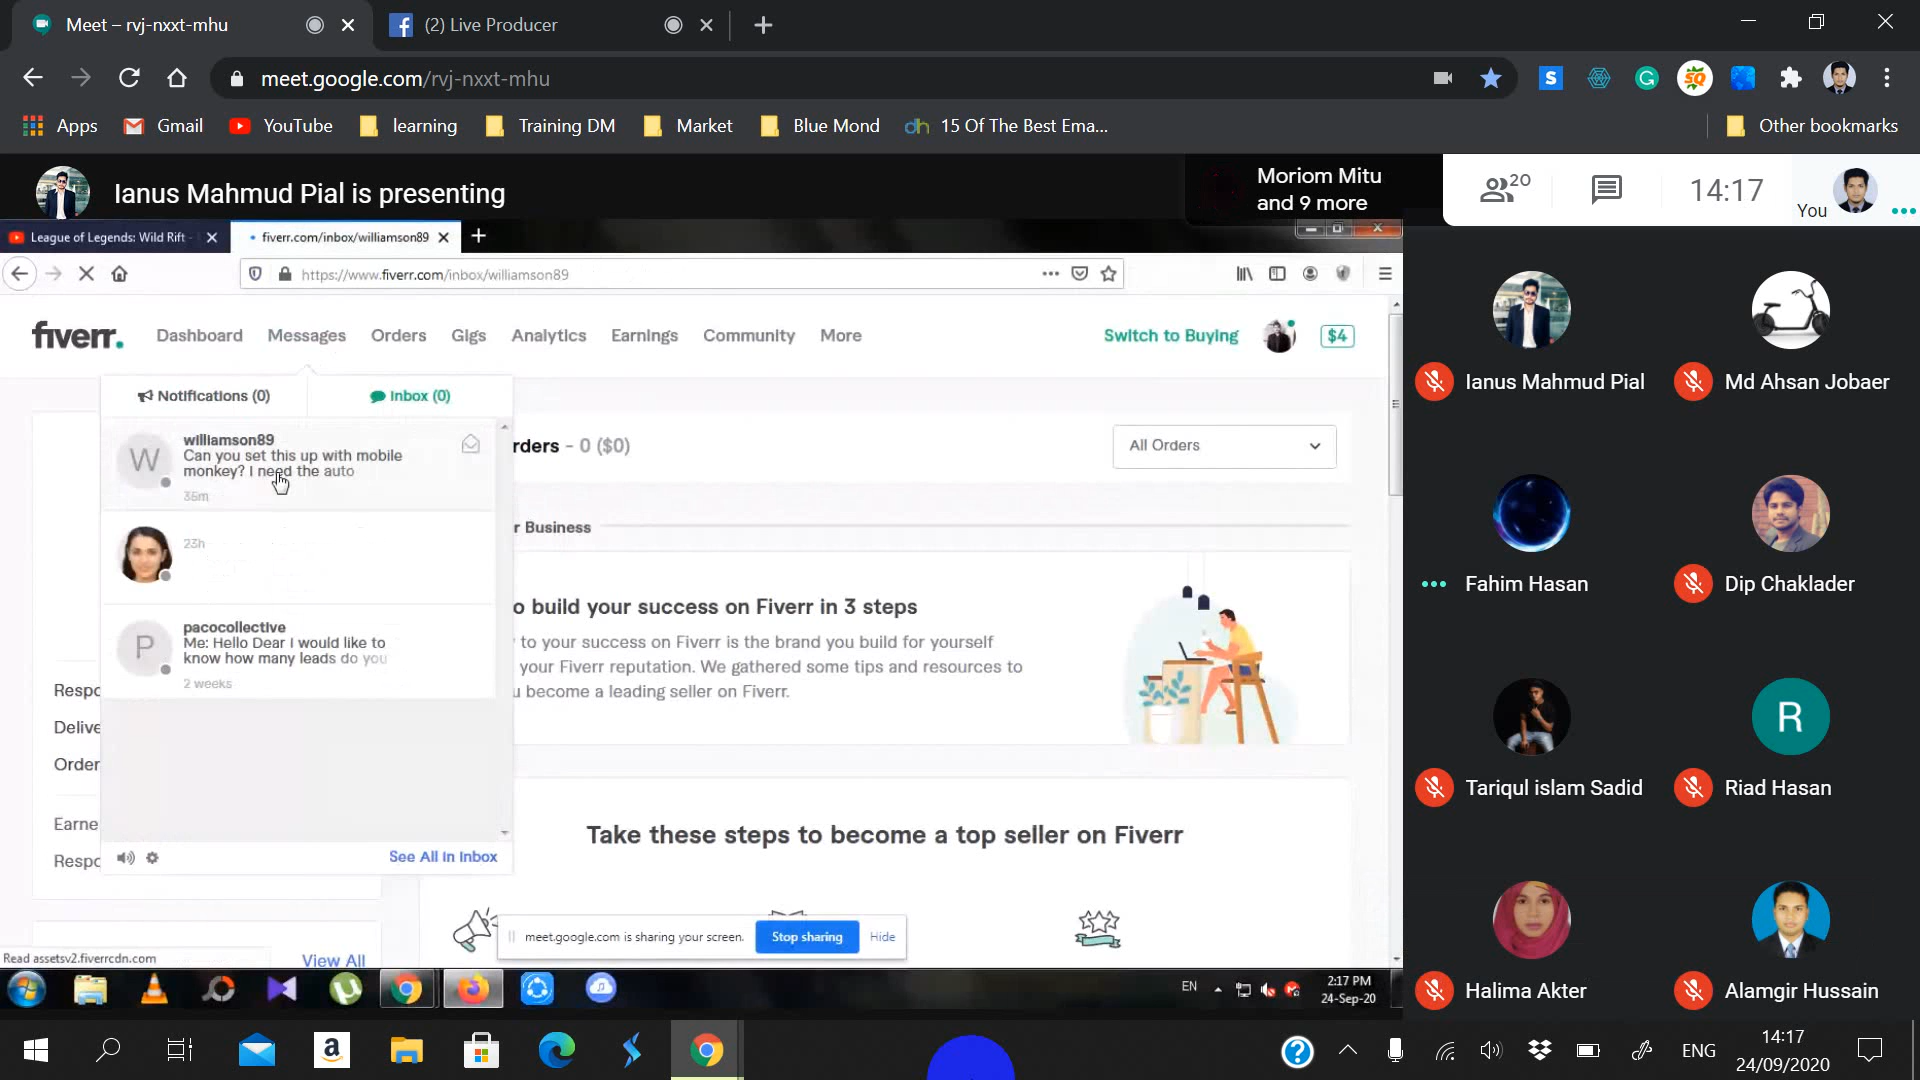 Meet – rvj-nxxt-mhu
(2) Live Producer
meet.google.com/rvj-nxxt-mhu
Apps
Gmail
YouTube
learning
Training DM
Market
Blue Mond
15 Of The Best Ema...
Other bookmarks
Ianus Mahmud Pial is presenting
Moriom Mitu
and 9 more
20
14:17
You
League of Legends: Wild Rift -
fiverr.com/inbox/williamson89
https://www.fiverr.com/inbox/williamson89
fiverr.
Dashboard
Messages
Orders
Gigs
Analytics
Earnings
Community
More
Switch to Buying
$4
Notifications (0)
Inbox (0)
williamson89
Can you set this up with mobile
monkey? I need the auto
36m
23h
pacocollective
Me: Hello Dear I would like to
know how many leads do you
2 weeks
See All in Inbox
rders - 0 ($0)
All Orders
r Business
o build your success on Fiverr in 3 steps
to your success on Fiverr is the brand you build for yourself
your Fiverr reputation. We gathered some tips and resources to
u become a leading seller on Fiverr.
Respo
Delive
Order
Earne
Respo
Take these steps to become a top seller on Fiverr
View All
meet.google.com is sharing your screen.
Stop sharing
Hide
Read assetsv2.fiverrcdn.com
EN
2:17 PM
24-Sep-20
Ianus Mahmud Pial
Md Ahsan Jobaer
Fahim Hasan
Dip Chaklader
Tariqul islam Sadid
R
Riad Hasan
Halima Akter
Alamgir Hussain
ENG
14:17
24/09/2020